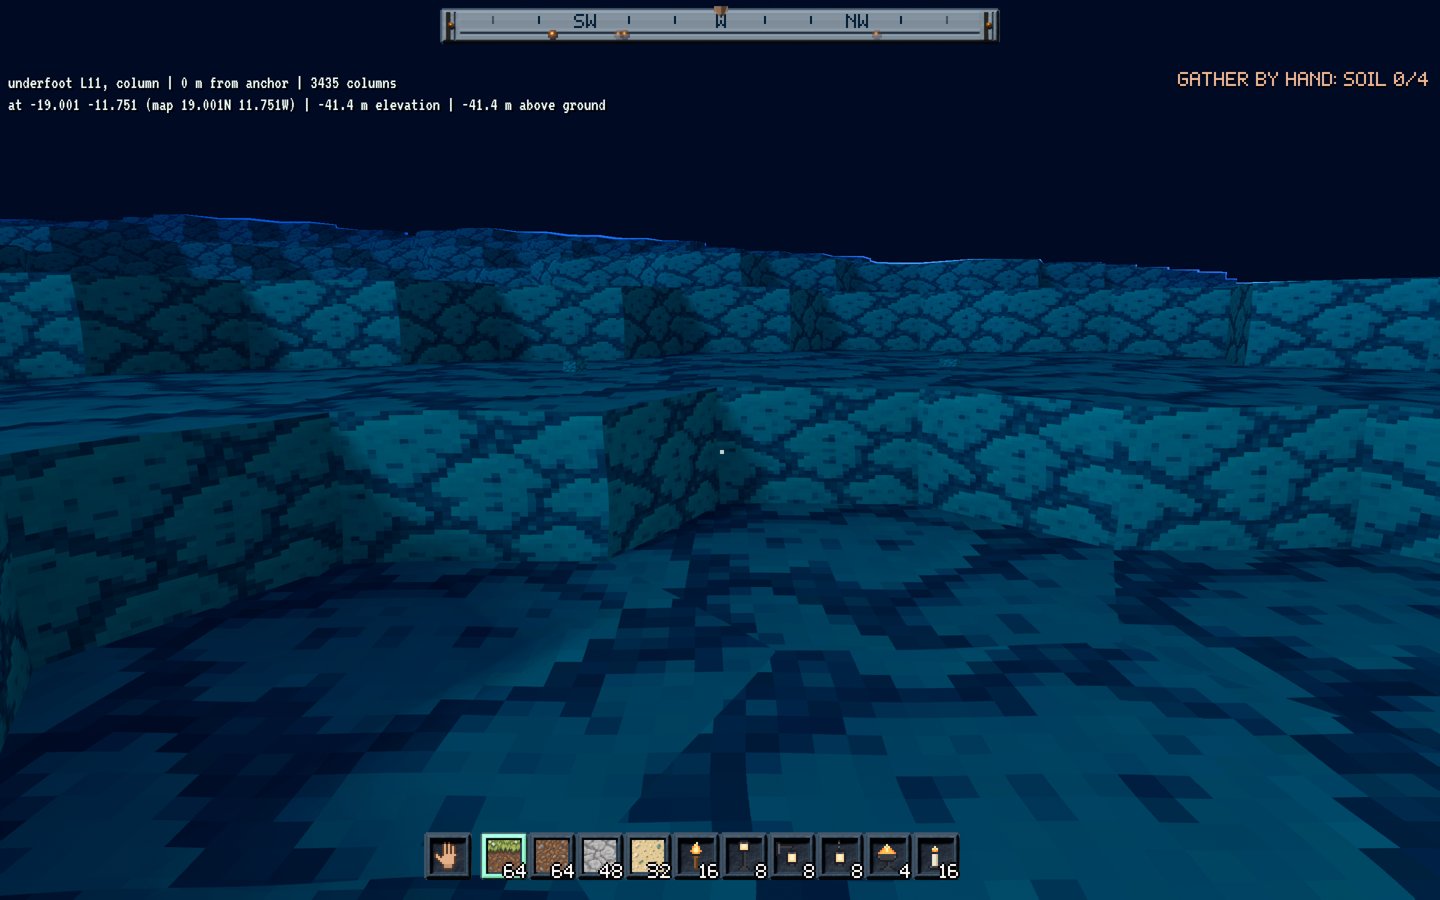 SW W NW
underfoot L11, column | 0 m from anchor | 3435 columns
at -19.001 -11.751 (map 19.001N 11.751W) | -41.4 m elevation | -41.4 m above ground
GATHER BY HAND: SOIL 0/4
64 64 48 32 16 8 8 8 4 16